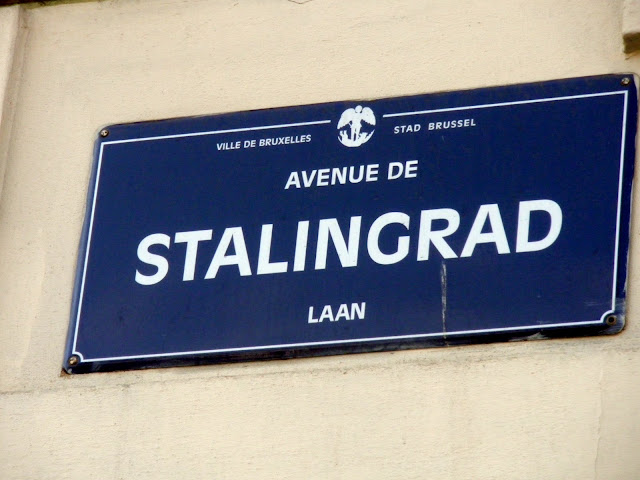 VILLE DE BRUXELLES STAD BRUSSEL
AVENUE DE
STALINGRAD
LAAN